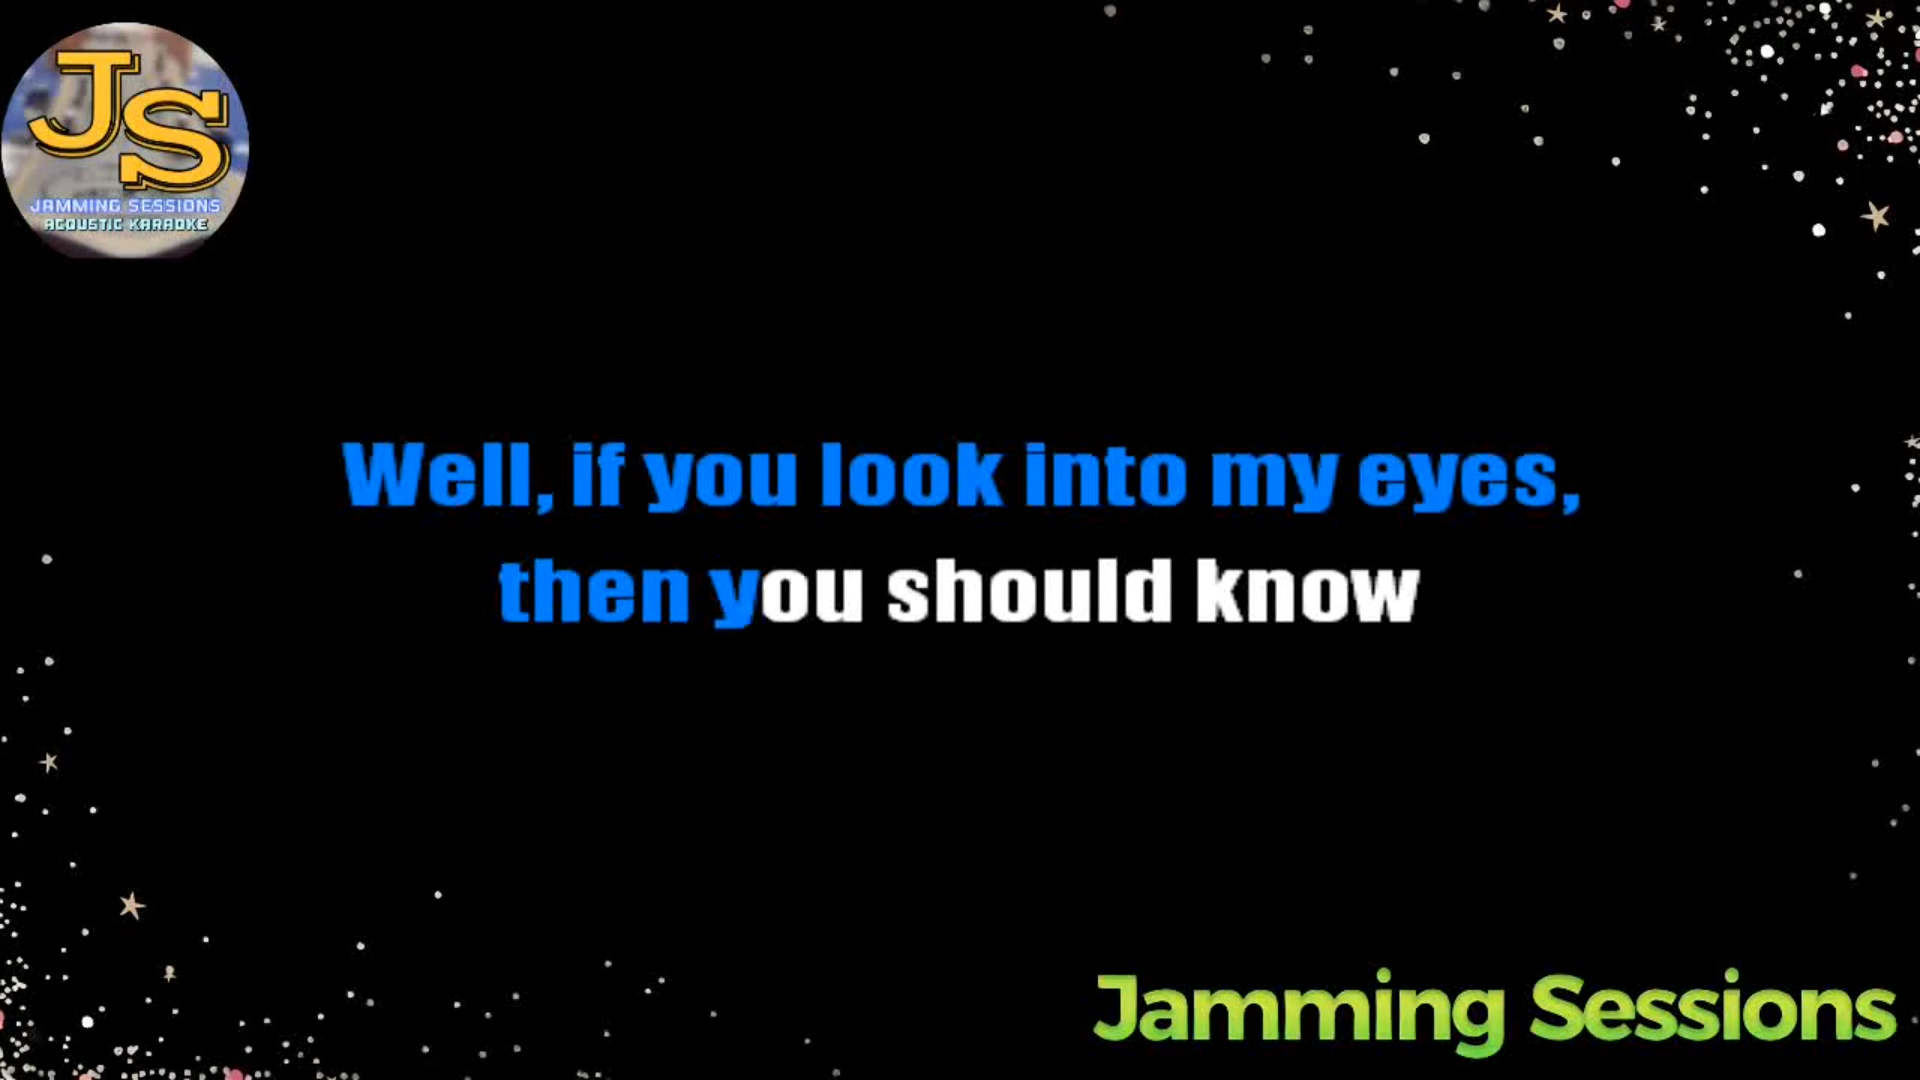 JS
JAMMING SESSIONS
ACOUSTIC KARAOKE
Well, if you look into my eyes,
then you should know
Jamming Sessions